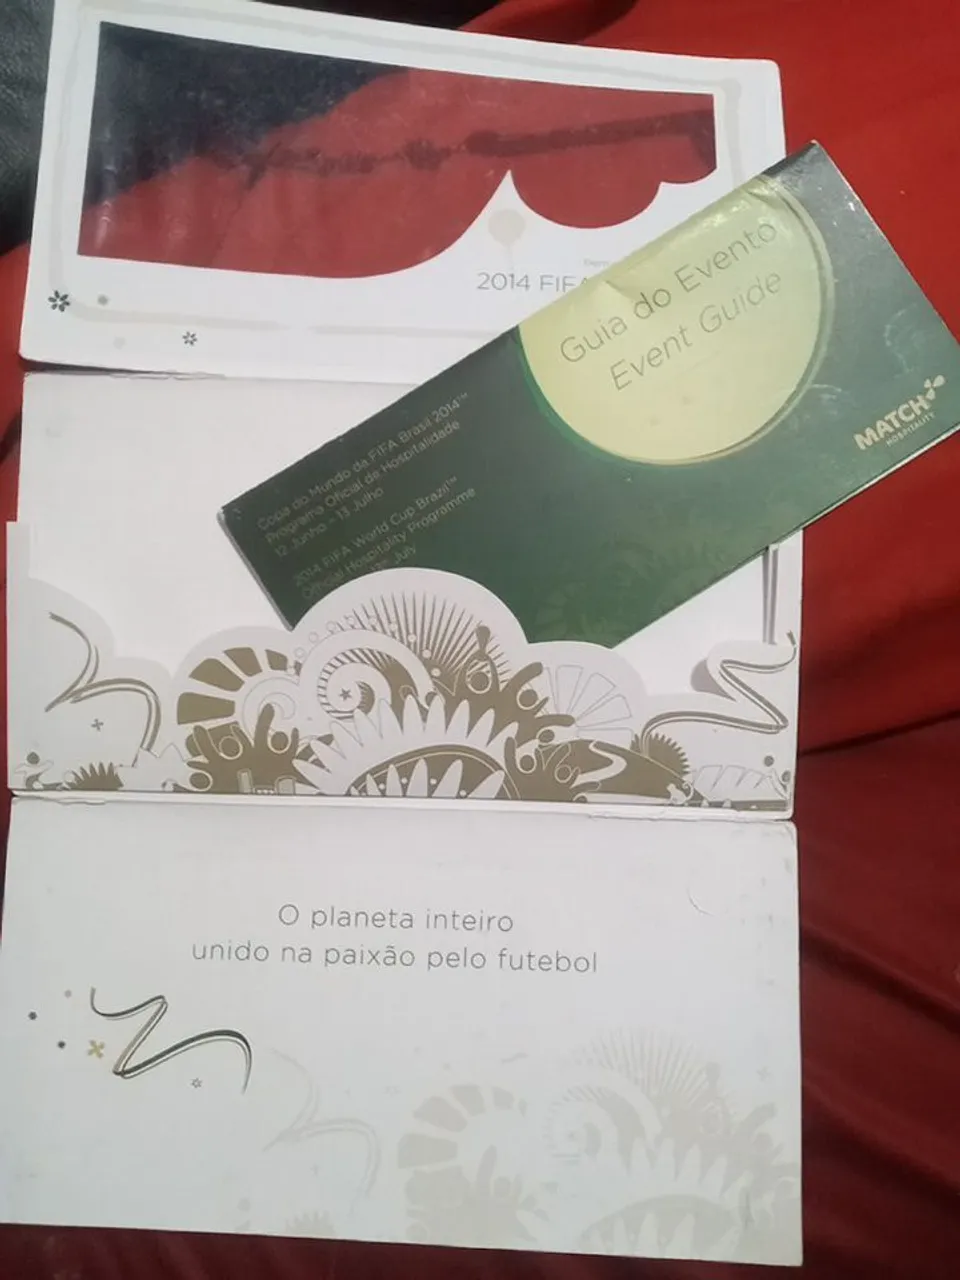 2014 FIFA
Guia do Evento
Event Guide
MATCH
HOSPITALITY
Copa do Mundo da FIFA Brasil 2014™
Programa Oficial de Hospitalidade
12 Junho - 13 Julho
2014 FIFA World Cup Brazil™
Official Hospitality Programme
July
O planeta inteiro
unido na paixão pelo futebol